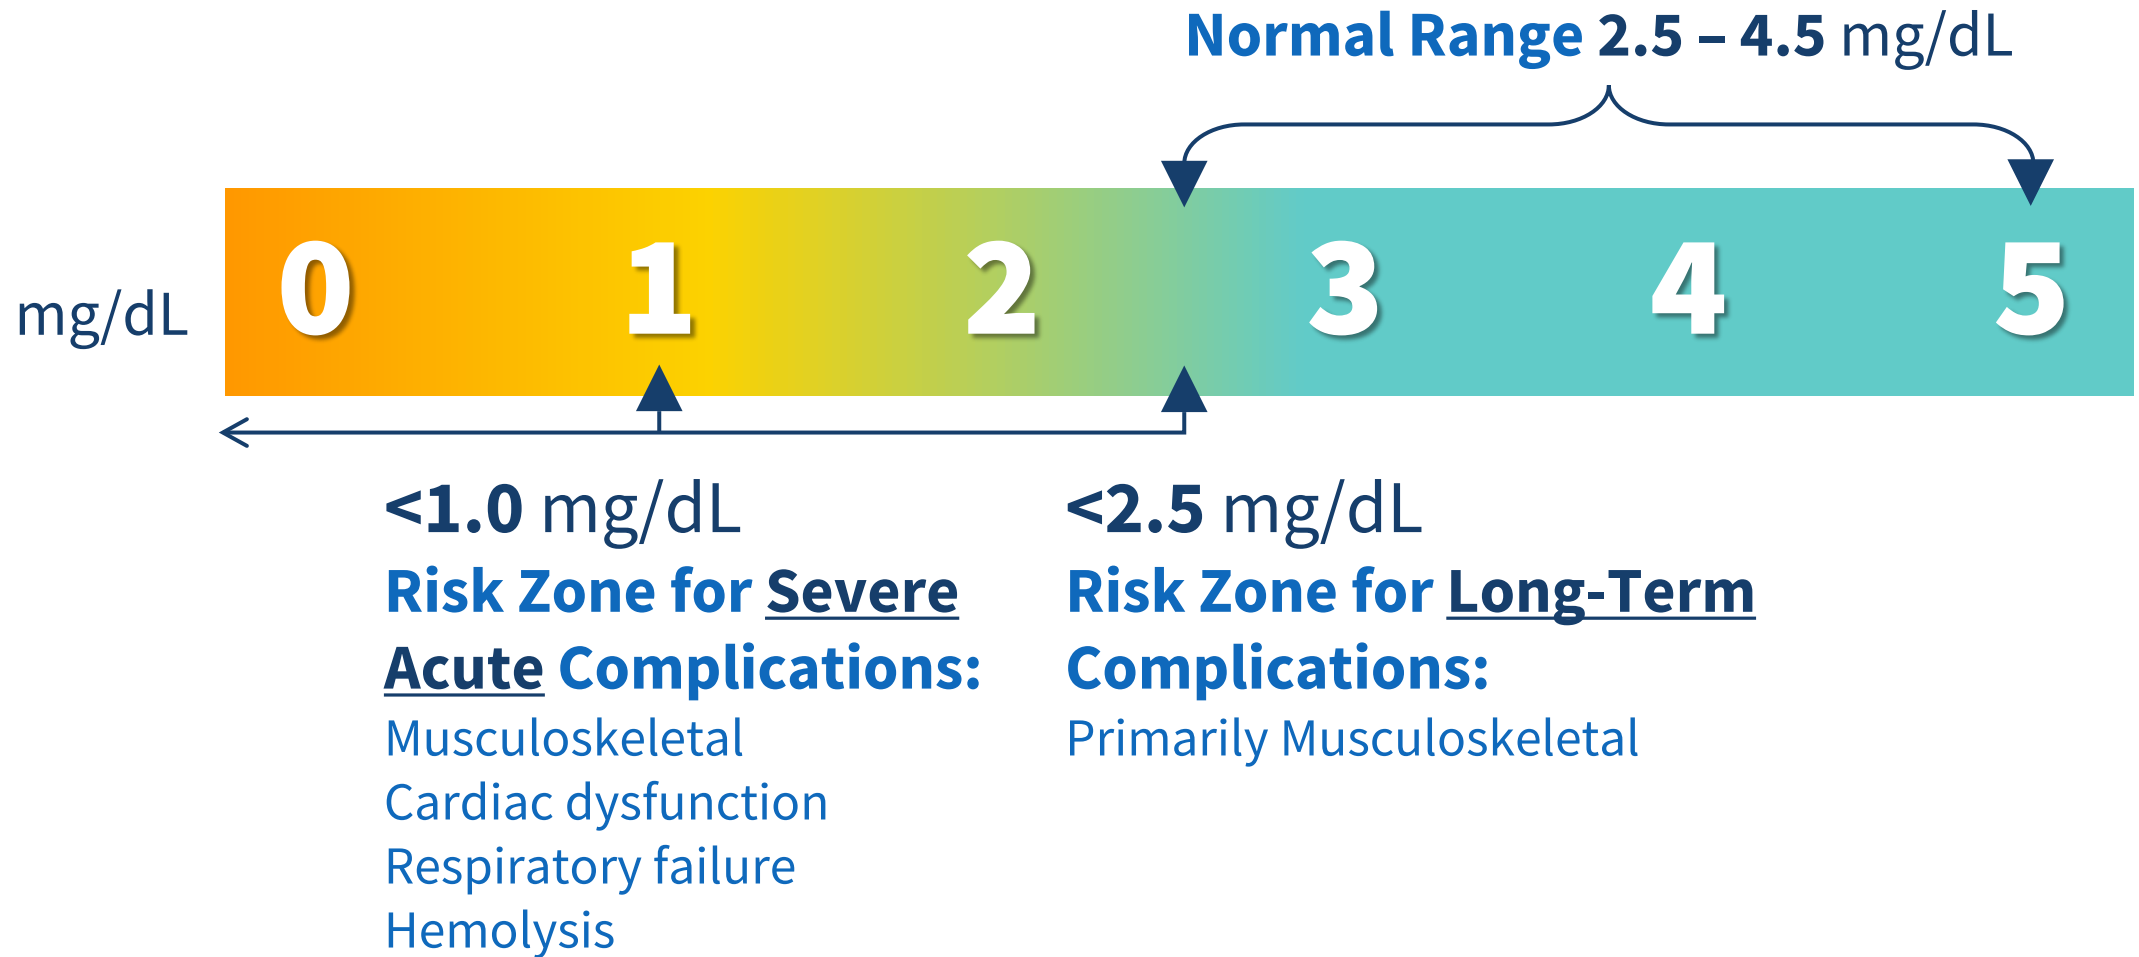 Normal Range 2.5 – 4.5 mg/dL
mg/dL
0 1 2 3 4 5
<1.0 mg/dL
Risk Zone for Severe
Acute Complications:
Musculoskeletal
Cardiac dysfunction
Respiratory failure
Hemolysis
<2.5 mg/dL
Risk Zone for Long-Term
Complications:
Primarily Musculoskeletal